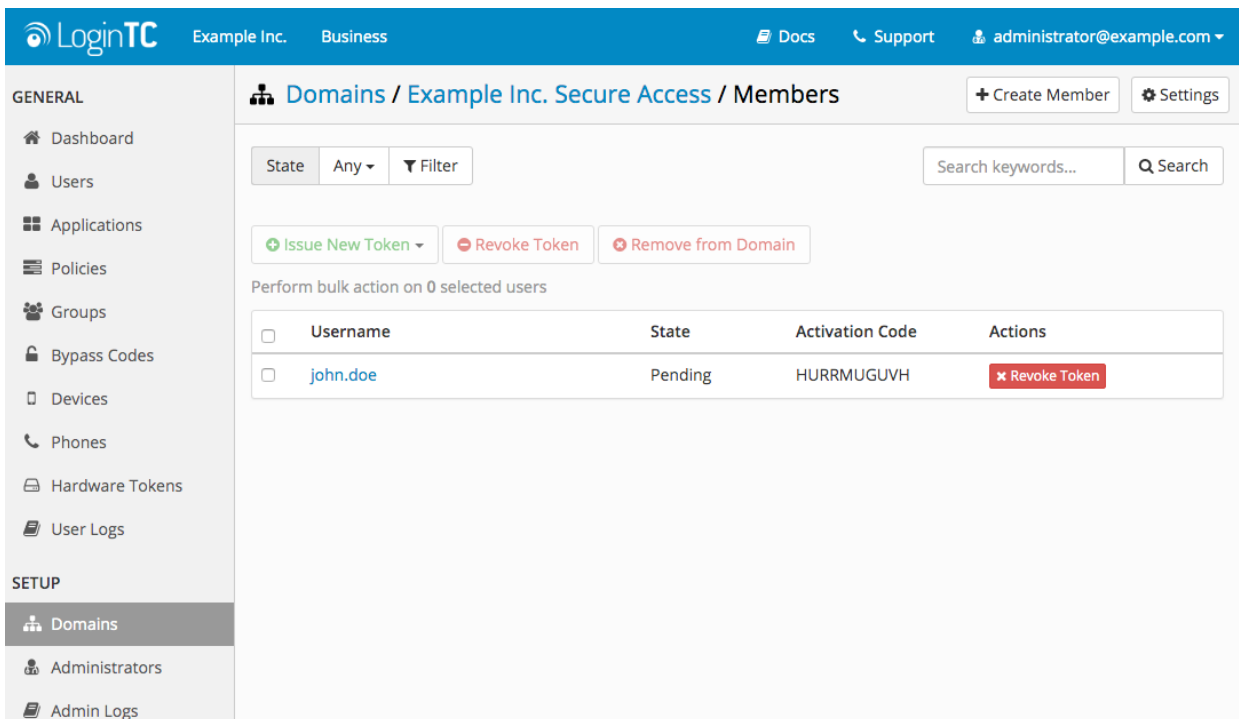 LoginTC Example Inc. Business Docs Support administrator@example.com
GENERAL
Dashboard
Users
Applications
Policies
Groups
Bypass Codes
Devices
Phones
Hardware Tokens
User Logs
SETUP
Domains
Administrators
Admin Logs
Domains / Example Inc. Secure Access / Members
Create Member Settings
State Any Filter
Search keywords... Search
Issue New Token Revoke Token Remove from Domain
Perform bulk action on 0 selected users
Username State Activation Code Actions
john.doe Pending HURRMUGUVH Revoke Token